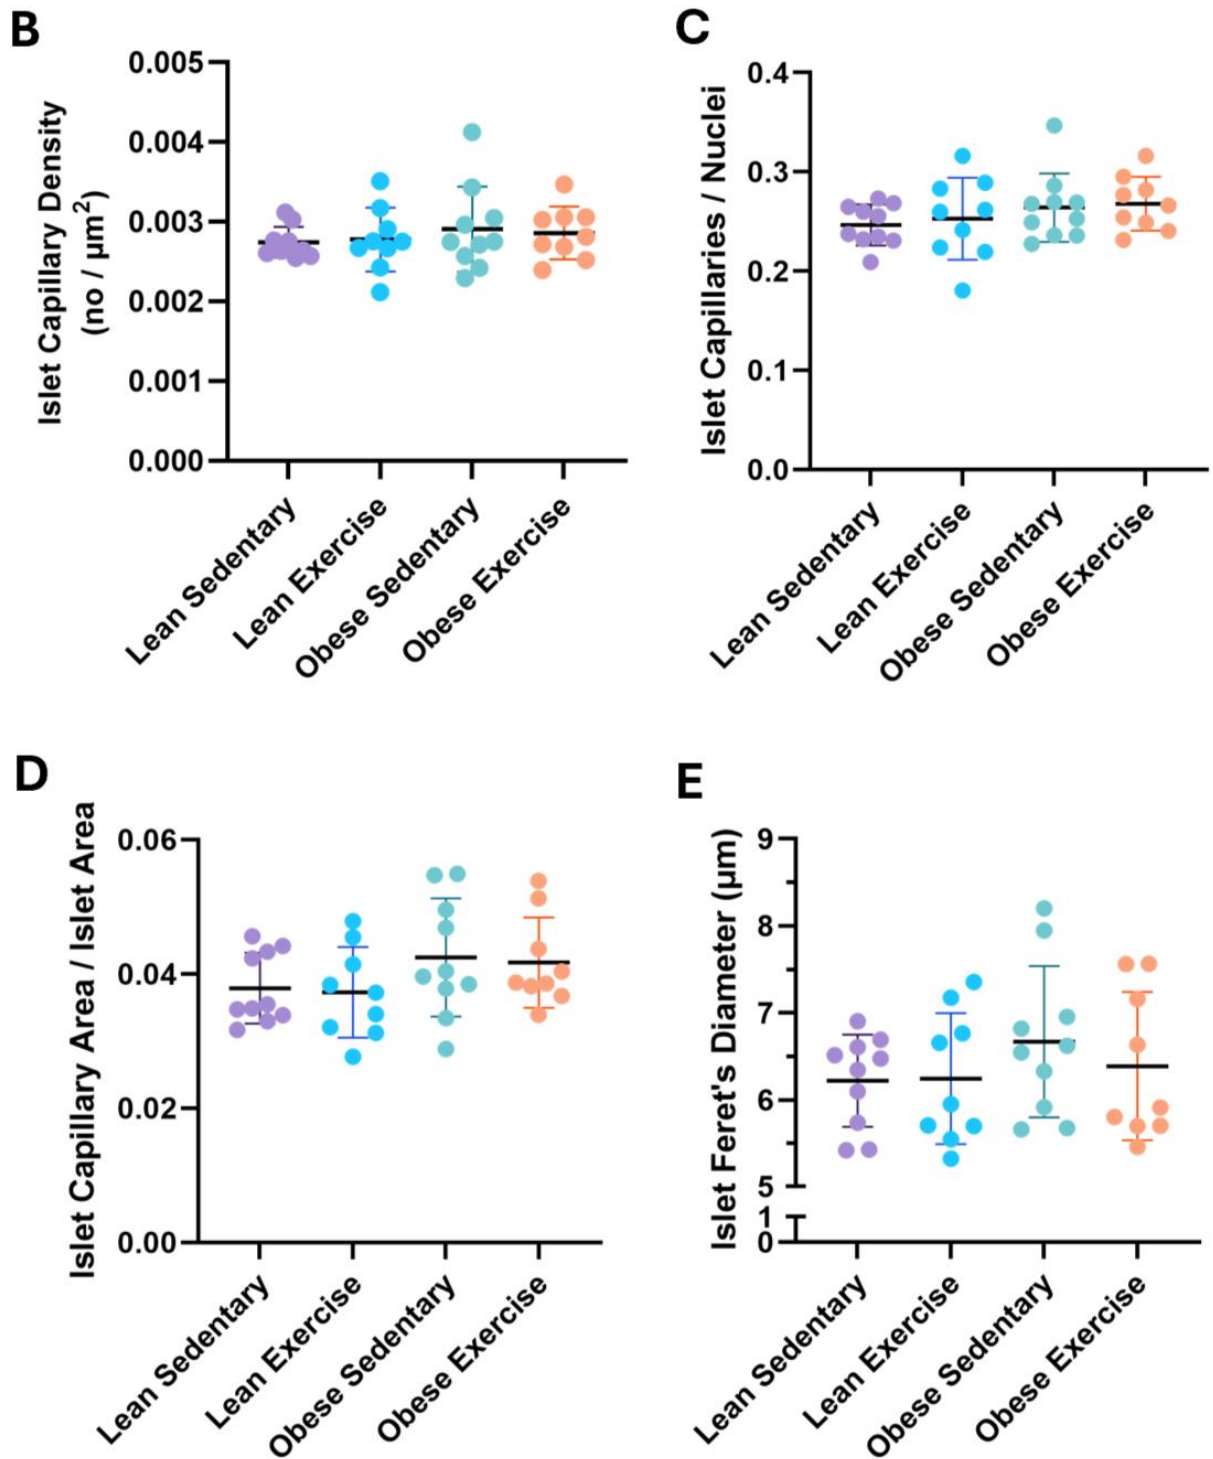 B
Islet Capillary Density
(no / µm²)
0.005
0.004
0.003
0.002
0.001
0.000
Lean Sedentary
Lean Exercise
Obese Sedentary
Obese Exercise
C
Islet Capillaries / Nuclei
0.4
0.3
0.2
0.1
0.0
Lean Sedentary
Lean Exercise
Obese Sedentary
Obese Exercise
D
Islet Capillary Area / Islet Area
0.06
0.04
0.02
0.00
Lean Sedentary
Lean Exercise
Obese Sedentary
Obese Exercise
E
Islet Feret's Diameter (µm)
9
8
7
6
5
1
0
Lean Sedentary
Lean Exercise
Obese Sedentary
Obese Exercise